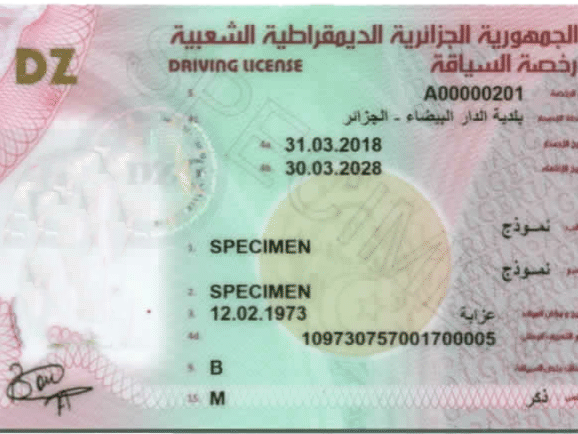 الجمهورية الجزائرية الديمقراطية الشعبية
DZ
رخصة السياقة
DRIVING LICENSE
SPECIMEN
5. A00000201
بلدية الدار البيضاء - الجزائر
4a. 31.03.2018
4b. 30.03.2028
نموذج
1. SPECIMEN
نموذج
2. SPECIMEN
3. 12.02.1973 عزابة
4d. 109730757001700005
9. B
15. M ذكر